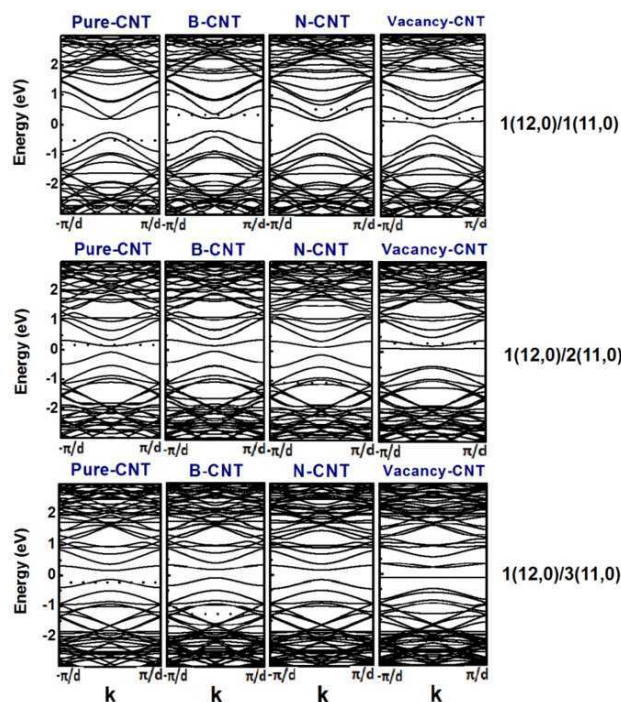 Pure-CNT B-CNT N-CNT Vacancy-CNT
Energy (eV)
2
1
0
-1
-2
-π/d π/d -π/d π/d -π/d π/d -π/d π/d
1(12,0)/1(11,0)
Pure-CNT B-CNT N-CNT Vacancy-CNT
Energy (eV)
2
1
0
-1
-2
-π/d π/d -π/d π/d -π/d π/d -π/d π/d
1(12,0)/2(11,0)
Pure-CNT B-CNT N-CNT Vacancy-CNT
Energy (eV)
2
1
0
-1
-2
-π/d π/d -π/d π/d -π/d π/d -π/d π/d
1(12,0)/3(11,0)
k k k k